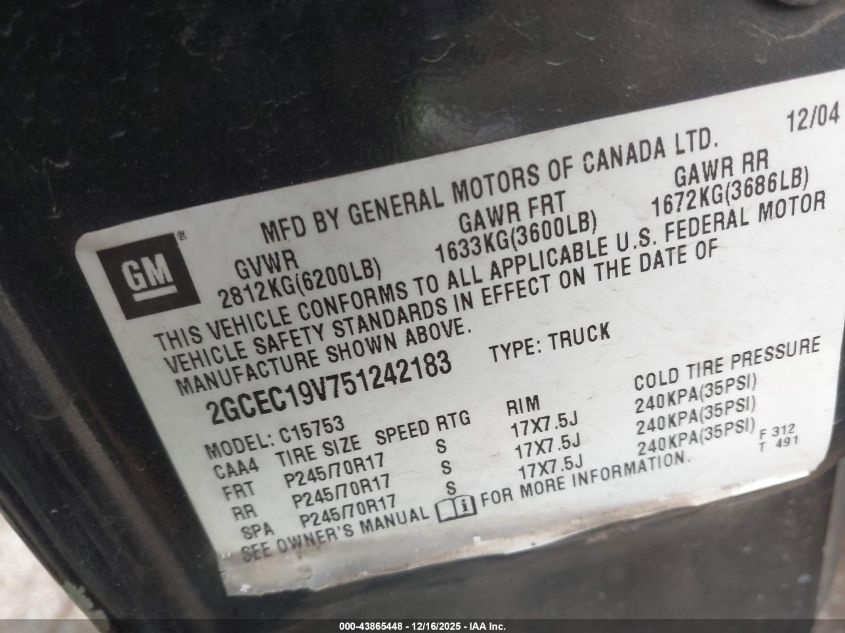 12/04
MFD BY GENERAL MOTORS OF CANADA LTD.
GM®
GVWR GAWR FRT GAWR RR
2812KG(6200LB) 1633KG(3600LB) 1672KG(3686LB)
THIS VEHICLE CONFORMS TO ALL APPLICABLE U.S. FEDERAL MOTOR
VEHICLE SAFETY STANDARDS IN EFFECT ON THE DATE OF
MANUFACTURE SHOWN ABOVE.
2GCEC19V751242183 TYPE: TRUCK
MODEL: C15753
CAA4 TIRE SIZE SPEED RTG RIM COLD TIRE PRESSURE
FRT P245/70R17 S 17X7.5J 240KPA(35PSI)
RR P245/70R17 S 17X7.5J 240KPA(35PSI)
SPA P245/70R17 S 17X7.5J 240KPA(35PSI)
SEE OWNER'S MANUAL FOR MORE INFORMATION.
F 312
T 491
000-43865448 - 12/16/2025 - IAA Inc.